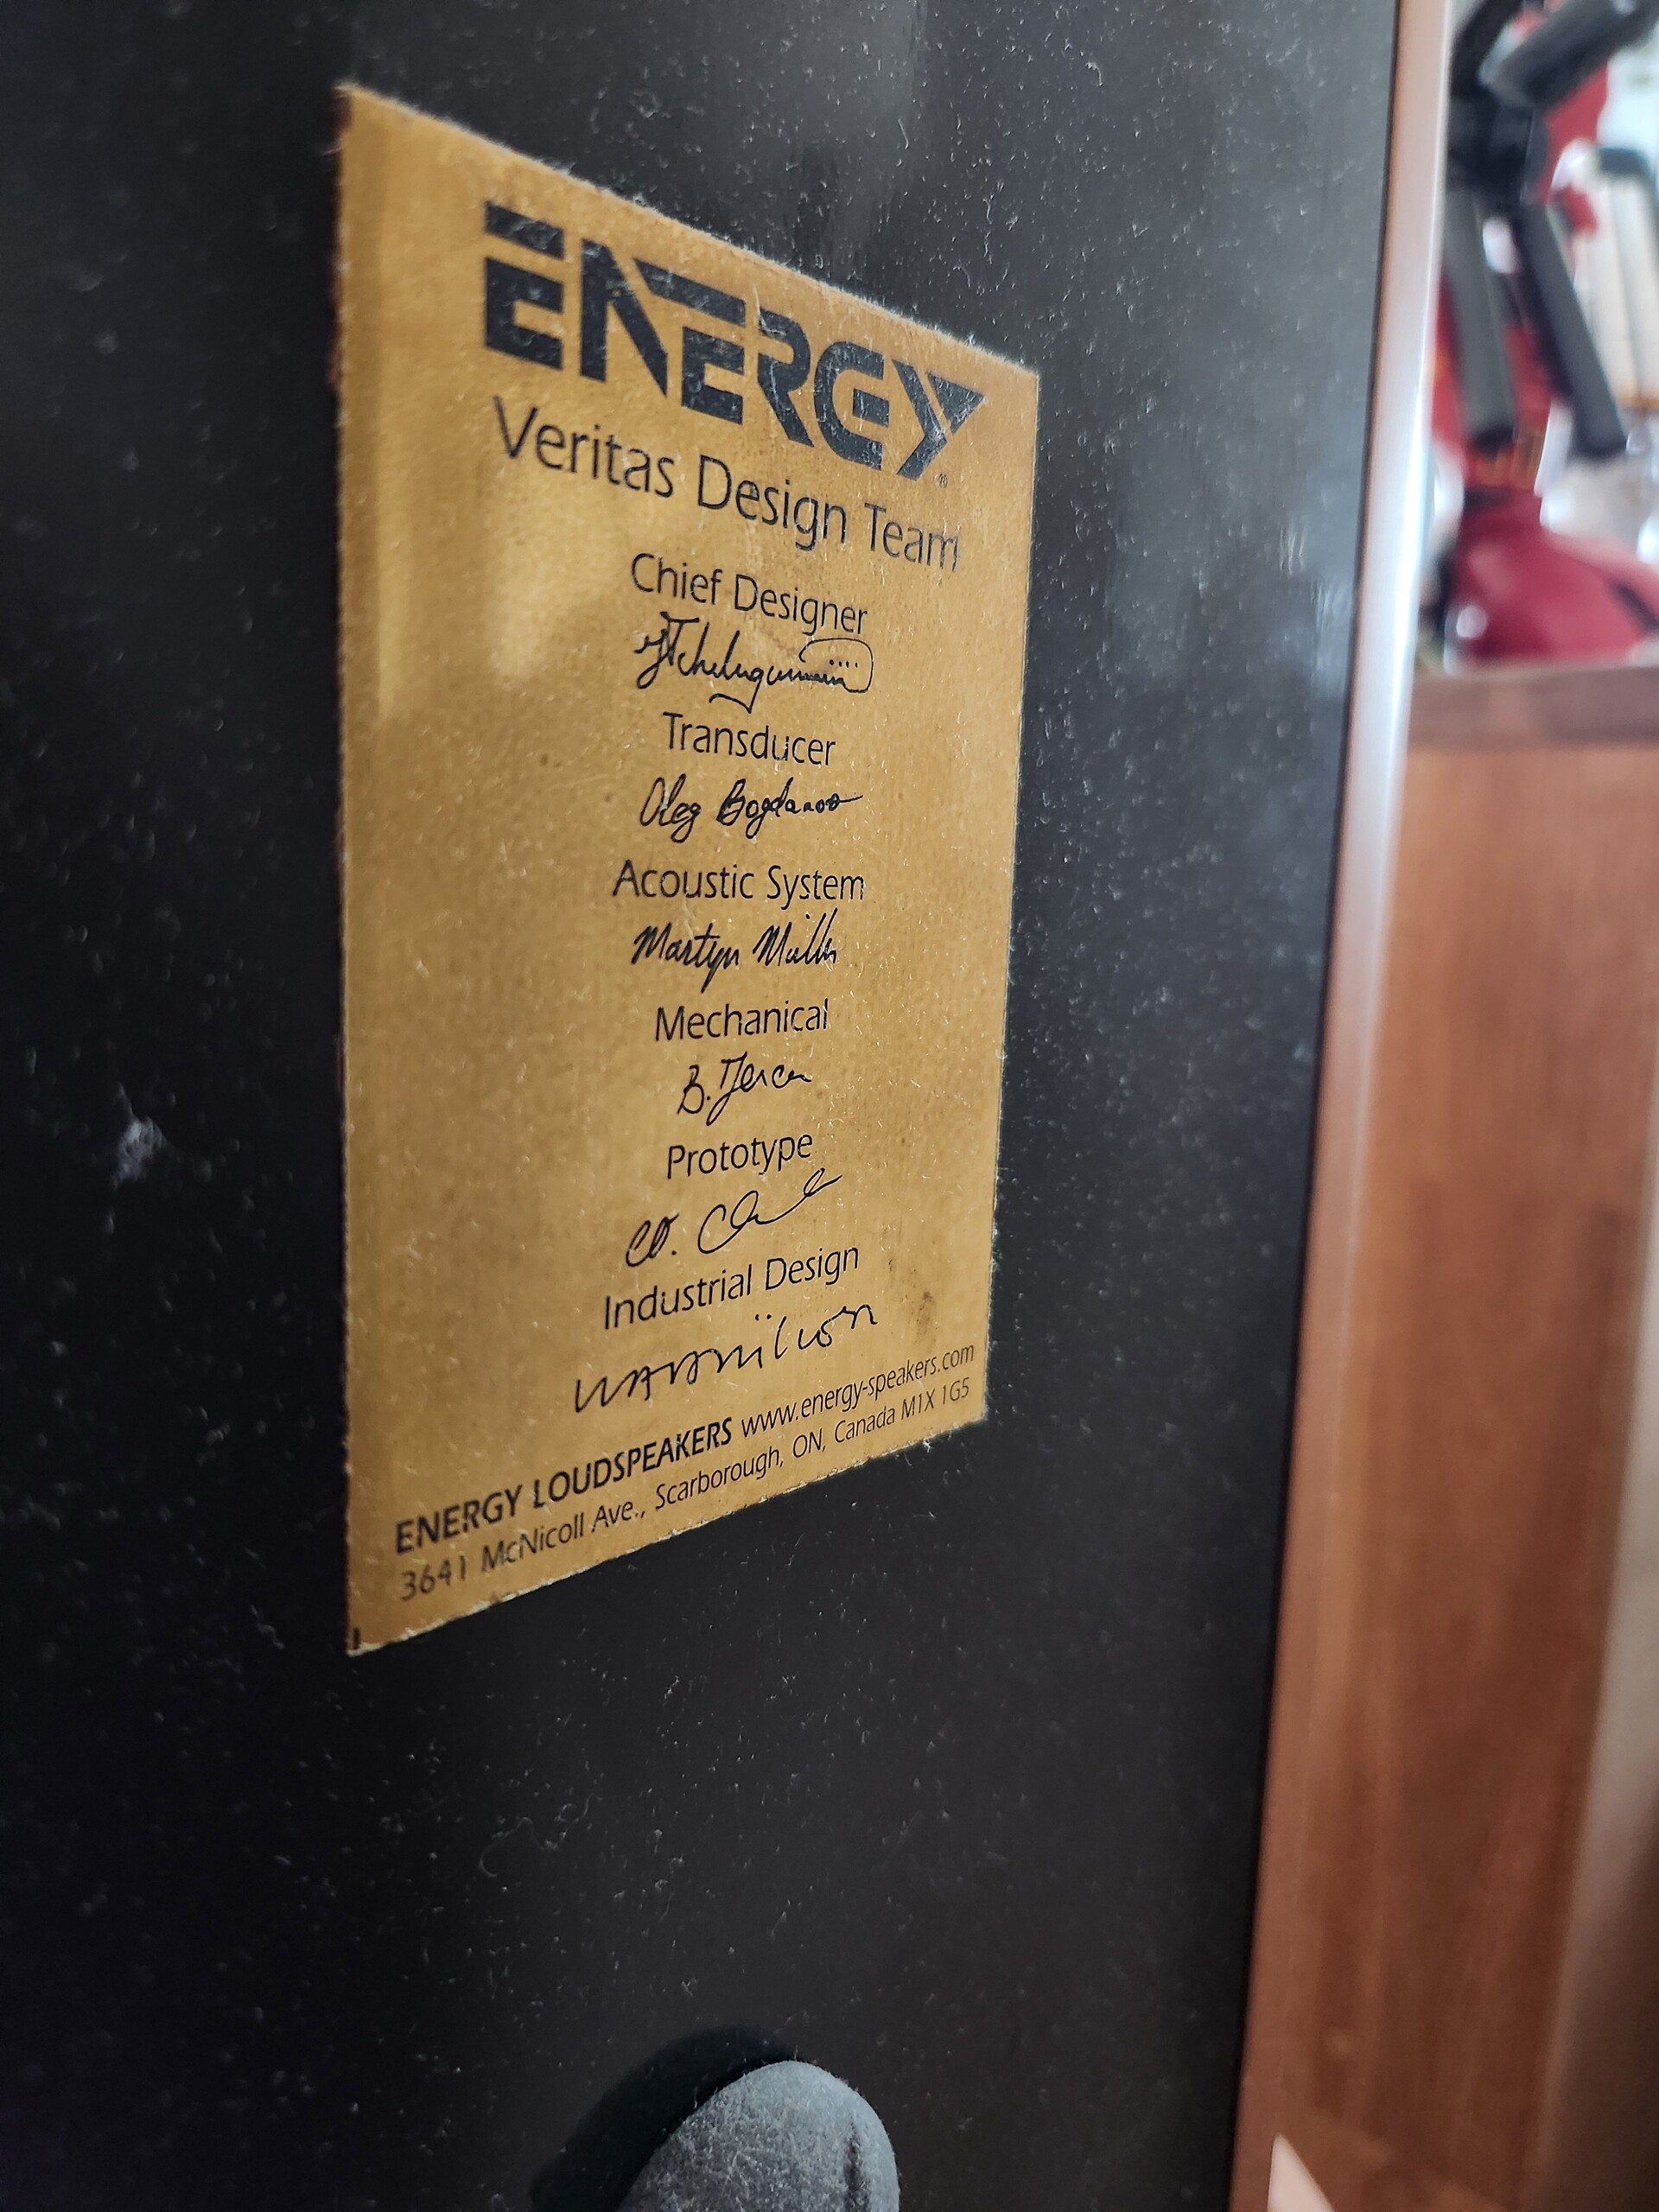 ENERGY®
Veritas Design Team
Chief Designer
Transducer
Oleg Bogdanov
Acoustic System
Martyn Miller
Mechanical
B.
Prototype
Industrial Design
ENERGY LOUDSPEAKERS www.energy-speakers.com
3641 McNicoll Ave., Scarborough, ON, Canada M1X 1G5